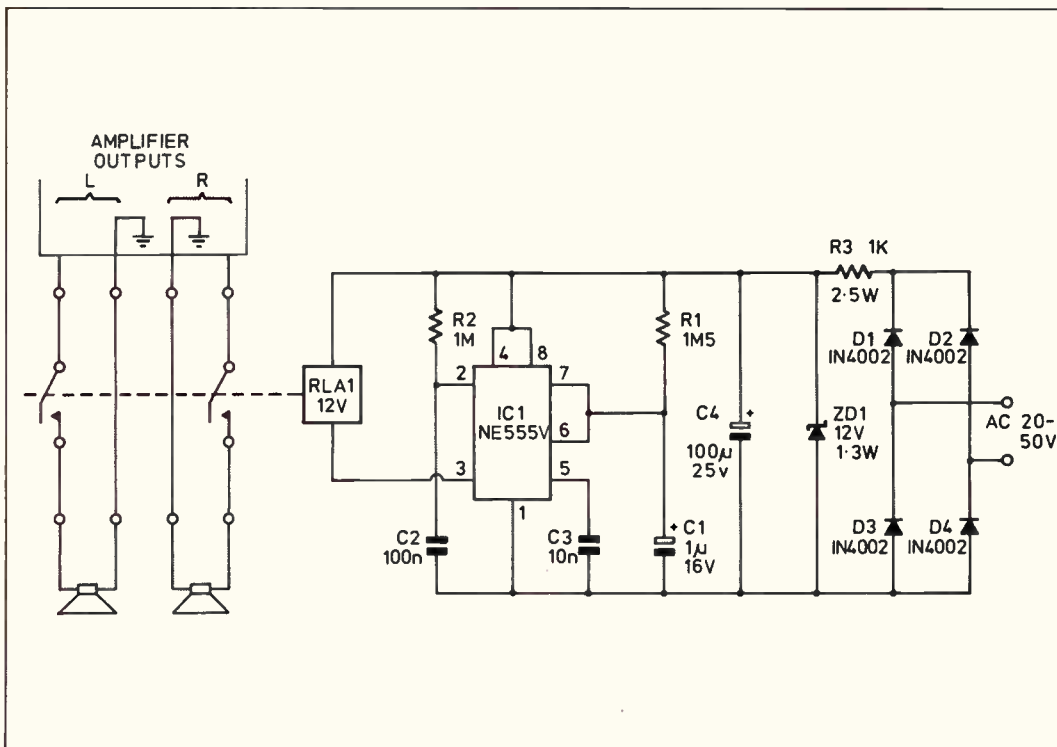 AMPLIFIER
OUTPUTS
L
R
RLA1
12V
R2
1M
2
4
8
7
IC1
NE555V
6
3
5
1
C2
100n
C3
10n
R1
1M5
+ C1
1µ
16V
C4
+
100µ
25v
R3 1K
2·5W
ZD1
12V
1·3W
D1
IN4002
D2
IN4002
AC 20-
50V
D3
IN4002
D4
IN4002